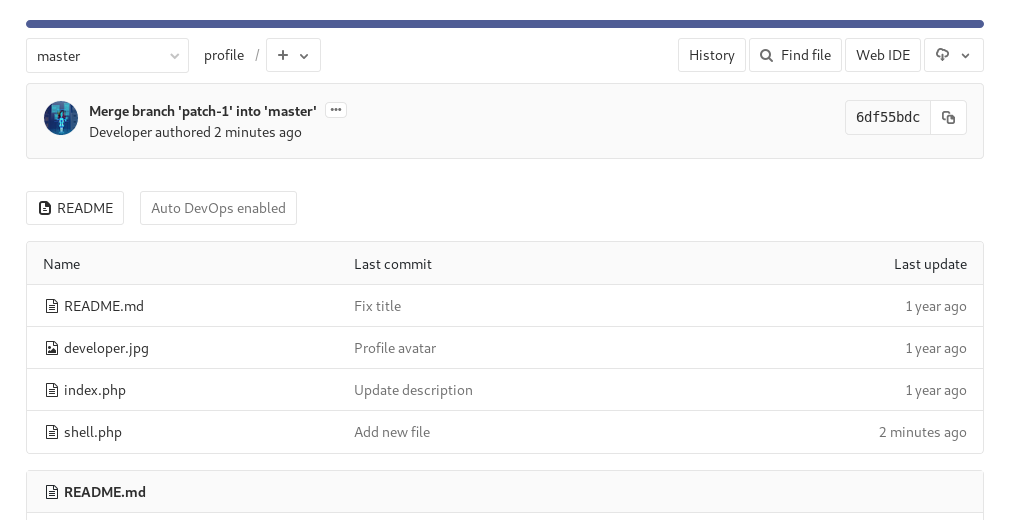 master profile / + History Find file Web IDE
Merge branch 'patch-1' into 'master' ...
Developer authored 2 minutes ago 6df55bdc
README Auto DevOps enabled
Name Last commit Last update
README.md Fix title 1 year ago
developer.jpg Profile avatar 1 year ago
index.php Update description 1 year ago
shell.php Add new file 2 minutes ago
README.md